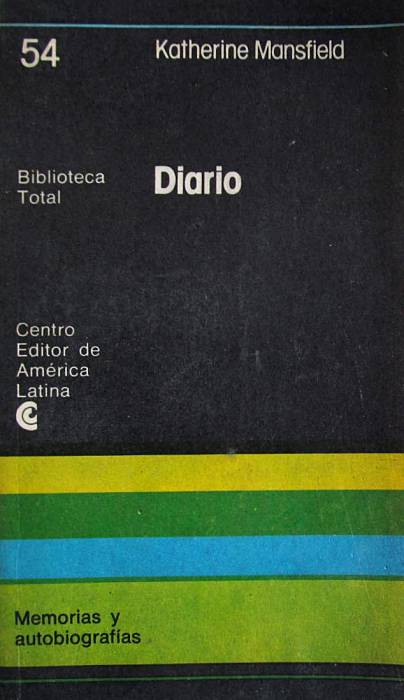 54
Katherine Mansfield
Biblioteca
Total
Diario
Centro
Editor de
América
Latina
Memorias y
autobiografías